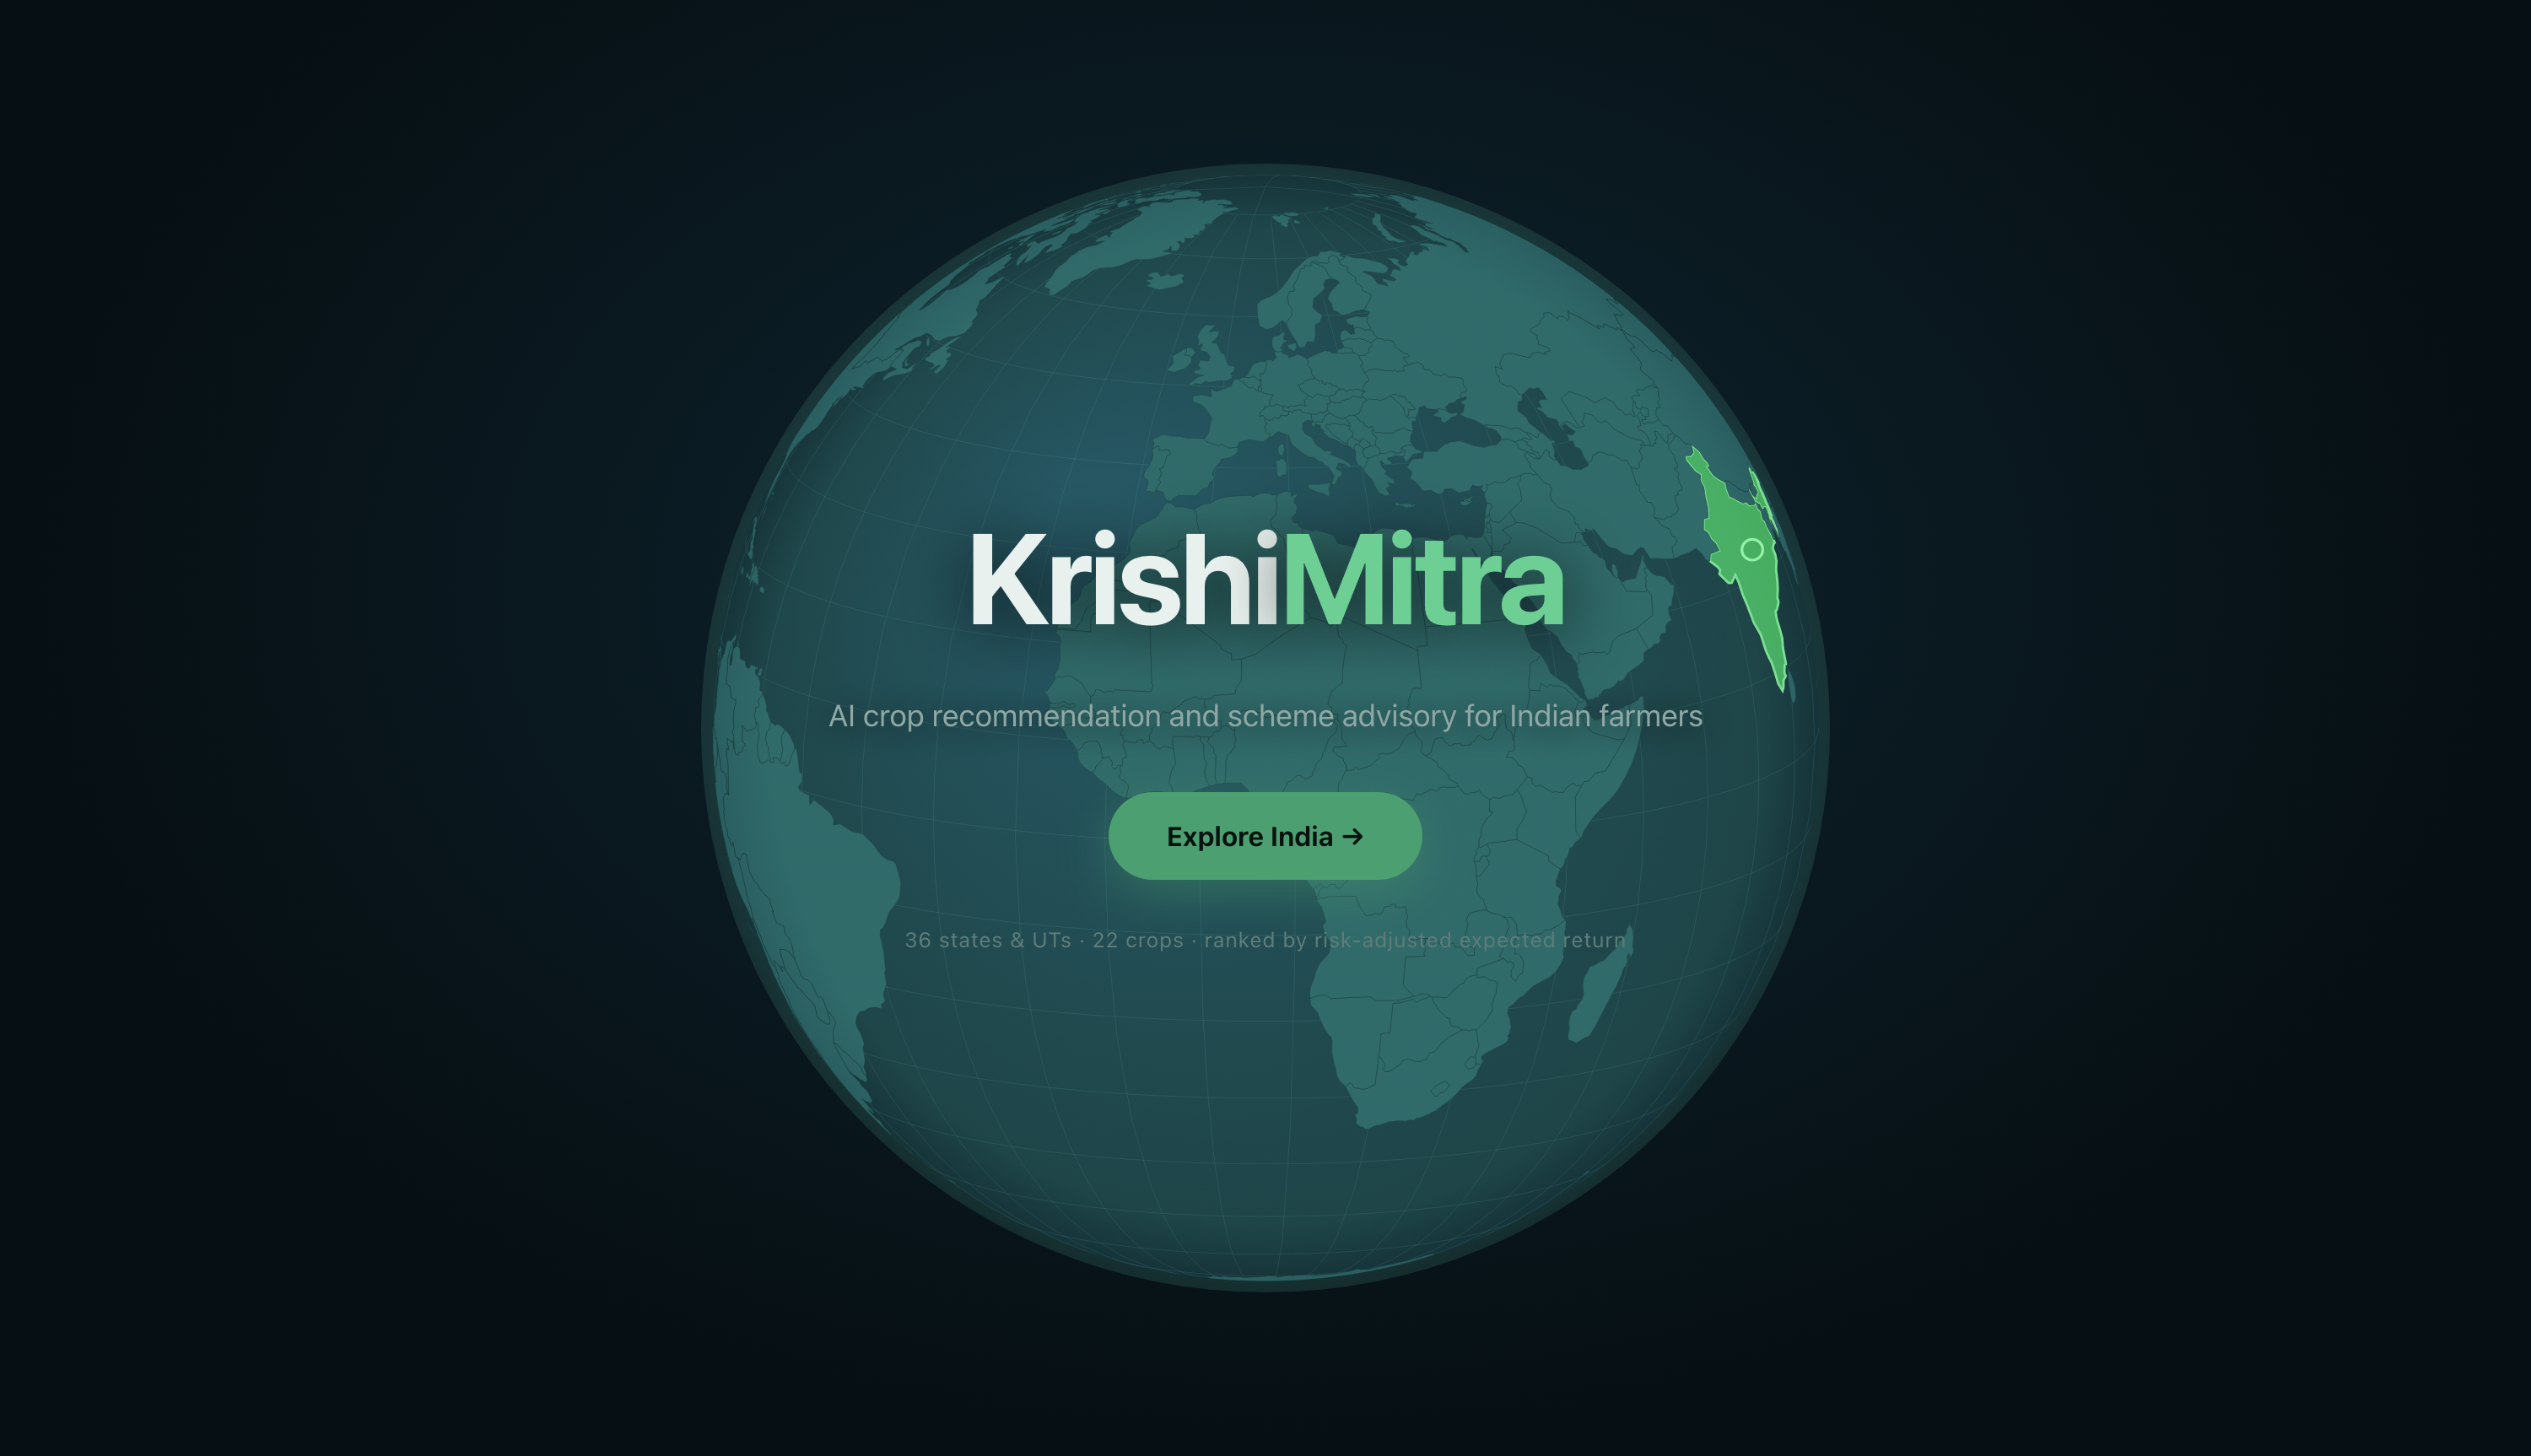 KrishiMitra
AI crop recommendation and scheme advisory for Indian farmers
Explore India →
36 states & UTs · 22 crops · ranked by risk-adjusted expected return